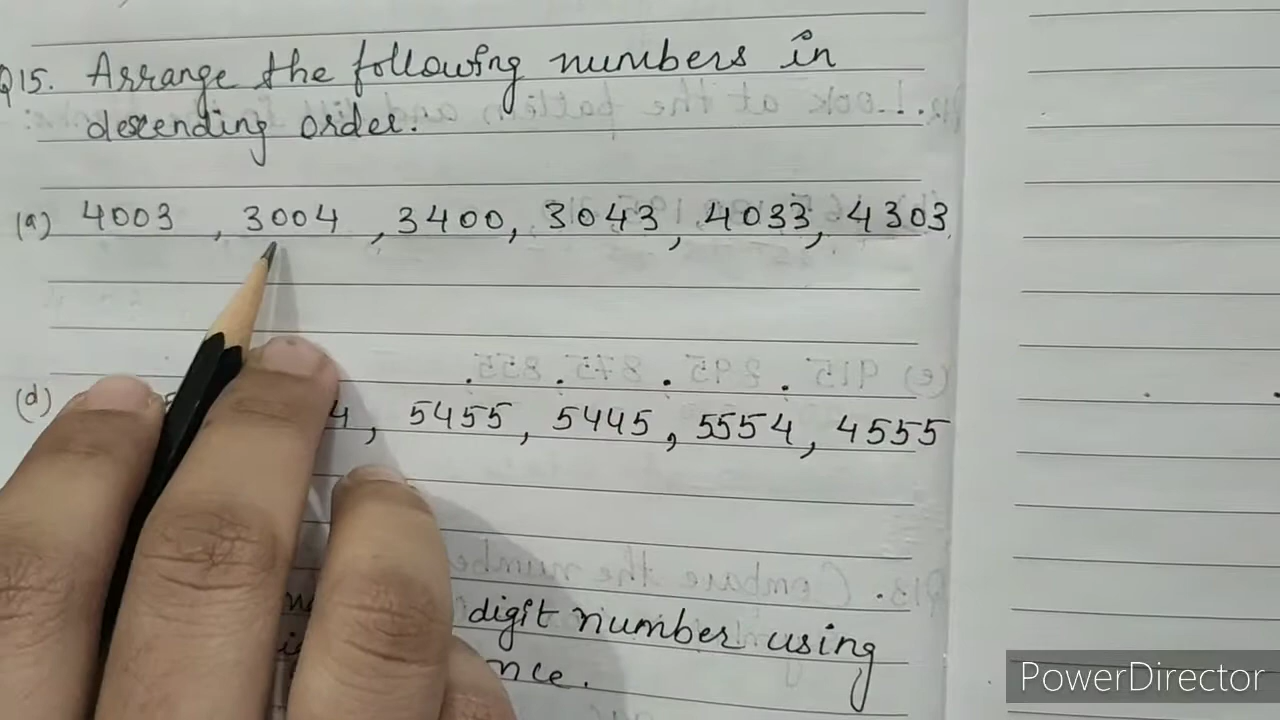 Q15. Arrange the following numbers in
descending order.
(a) 4003 , 3004 , 3400, 3043, 4033, 4303
(d) 4, 5455, 5445, 5554, 4555
digit number using
nce.
PowerDirector